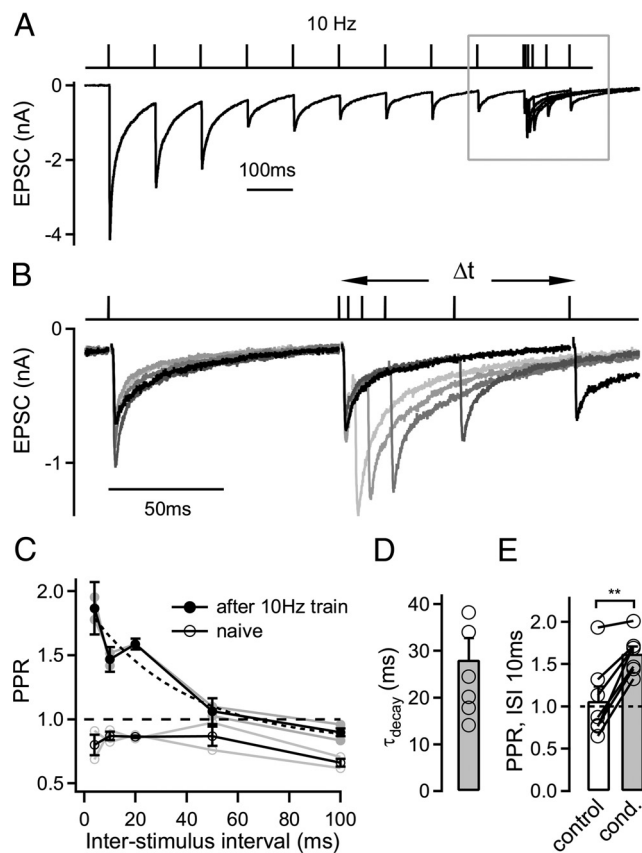 A
10 Hz
0
-2
-4
EPSC (nA)
100ms
B
Δt
0
-1
EPSC (nA)
50ms
C
2.0
1.5
1.0
0.5
PPR
after 10Hz train
naive
0
20
40
60
80
100
Inter-stimulus interval (ms)
D
40
30
20
10
0
τdecay (ms)
E
**
2.0
1.5
1.0
0.0
PPR, ISI 10ms
control
cond.